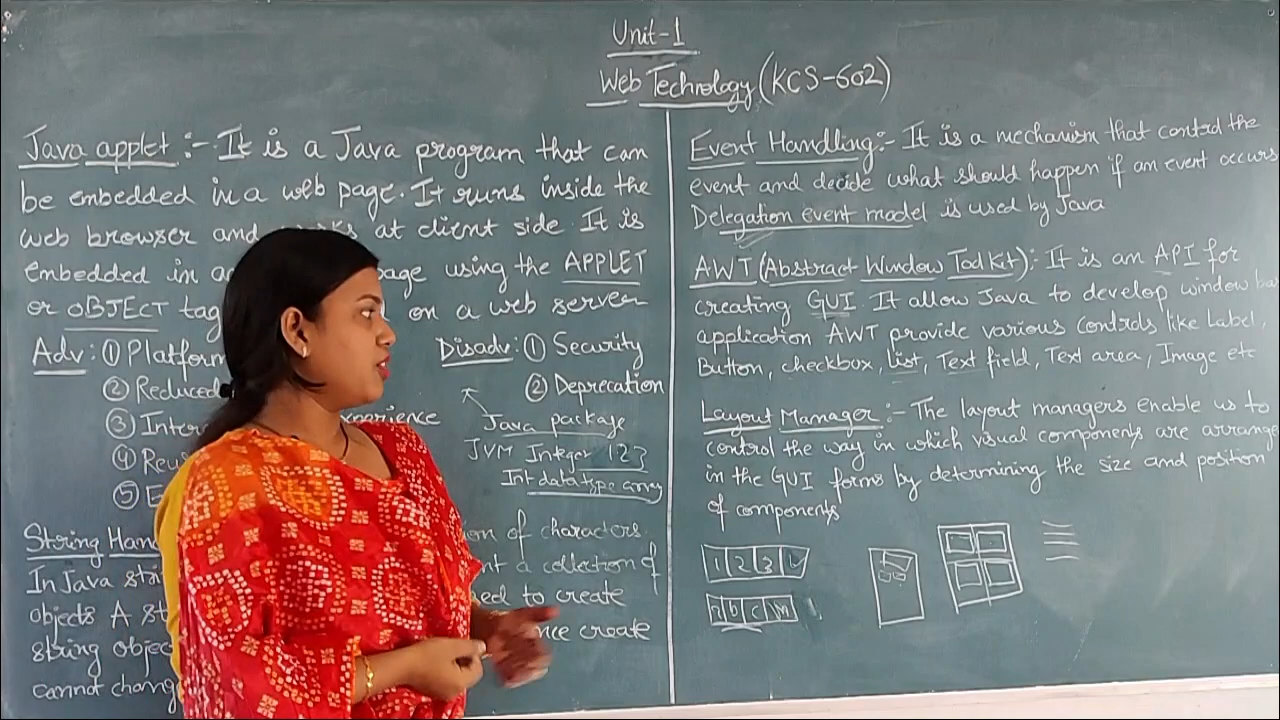 Unit-1
Web Technology (KCS-602)
Java applet :- It is a Java program that can
be embedded in a web page. It runs inside the
web browser and at client side. It is
Embedded in page using the APPLET
or OBJECT tag on a web server
Adv: ① Platform
② Reduced
③ Inter xperience
④ Reu
⑤ E
Disadv: ① Security
② Deprecation
Java package
JVM Integer 123
Int data type array
String Han
ion of characters.
In Java stri nt a collection of
objects A st sed to create
string objec nce create
cannot chang
Event Handling:- It is a mechanism that control the
event and decide what should happen if an event occurs
Delegation event model is used by Java
AWT (Abstract Window Tool Kit): It is an API for
creating GUI. It allow Java to develop window ba
application AWT provide various controls like Label,
Button, checkbox, list, Text field, Text area, Image etc
Layout Manager:- The layout managers enable us to
control the way in which visual components are arrange
in the GUI forms by determining the size and position
of components
1 2 3
b c